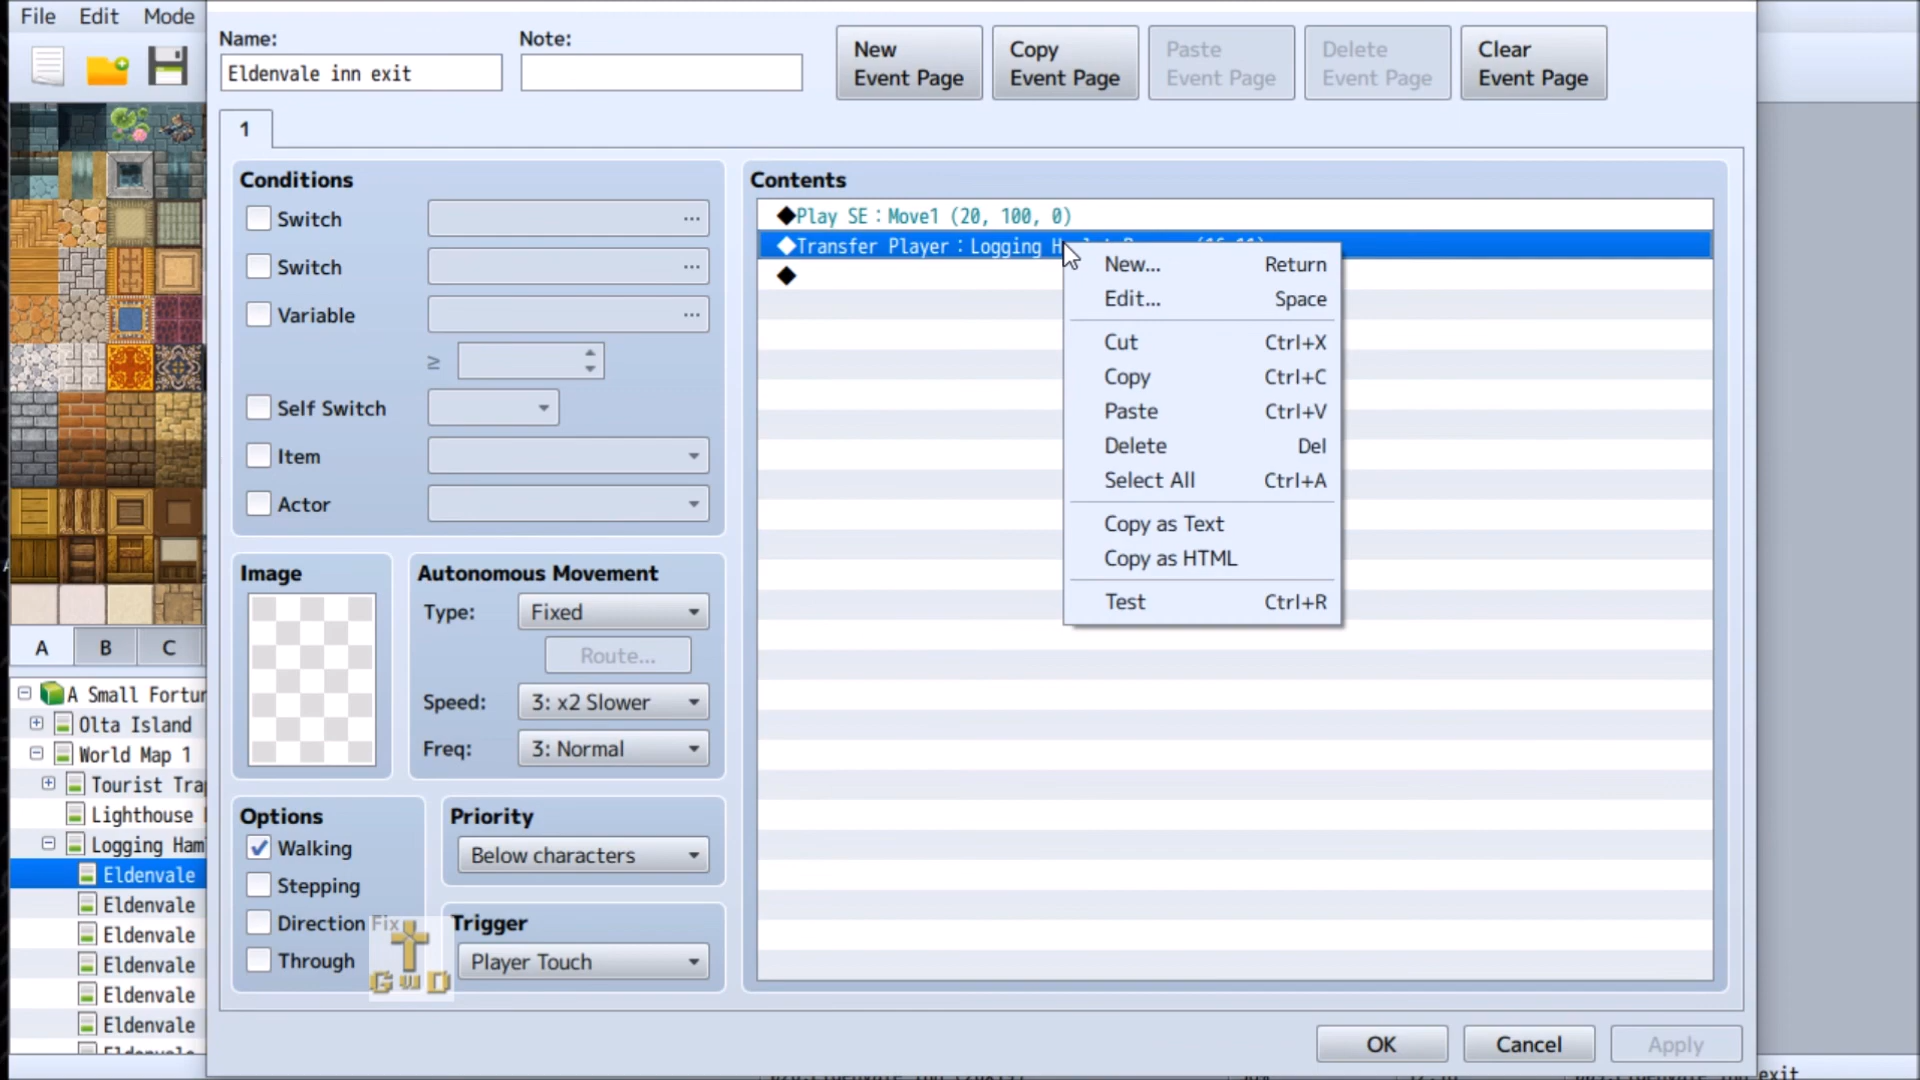 File Edit Mode
Name:
Note:
Eldenvale inn exit
New Event Page
Copy Event Page
Paste Event Page
Delete Event Page
Clear Event Page
1
Conditions
Switch ...
Switch ...
Variable ...
≥
Self Switch
Item
Actor
Contents
◆Play SE : Move1 (20, 100, 0)
◆Transfer Player : Logging
◆
New... Return
Edit... Space
Cut Ctrl+X
Copy Ctrl+C
Paste Ctrl+V
Delete Del
Select All Ctrl+A
Copy as Text
Copy as HTML
Test Ctrl+R
Image
Autonomous Movement
Type: Fixed
Route...
Speed: 3: x2 Slower
Freq: 3: Normal
Options
Walking
Stepping
Direction Fix
Through
Priority
Below characters
Trigger
Player Touch
A B C
A Small Fortun
Olta Island
World Map 1
Tourist Trap
Lighthouse
Logging Ham
Eldenvale
Eldenvale
Eldenvale
Eldenvale
Eldenvale
Eldenvale
GwD
OK Cancel Apply
exit